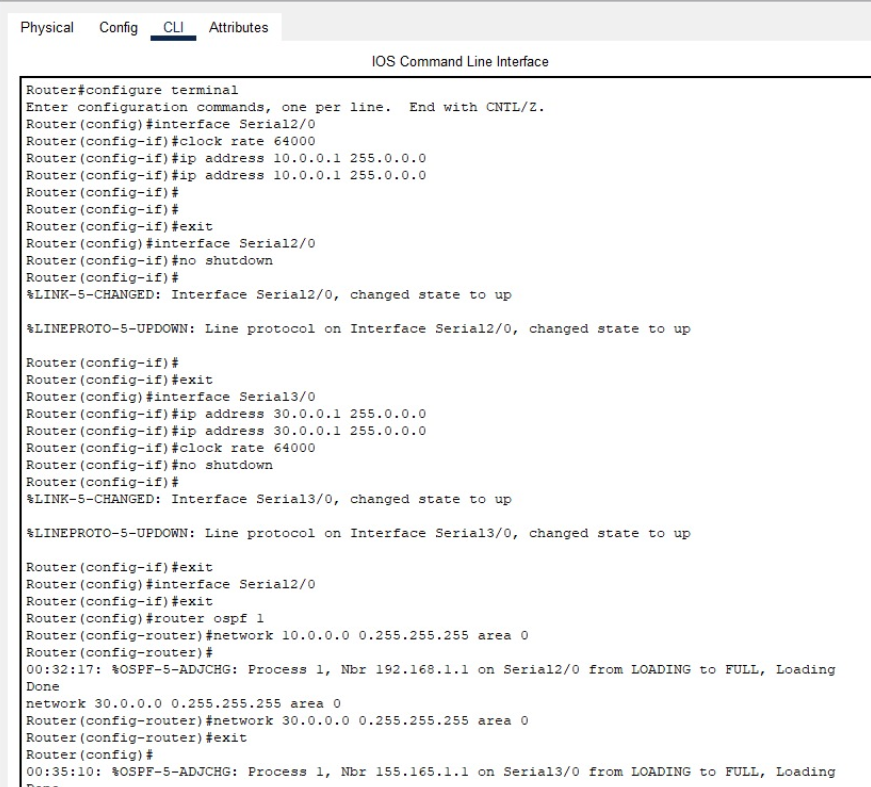 Physical Config CLI Attributes
IOS Command Line Interface
Router#configure terminal
Enter configuration commands, one per line.  End with CNTL/Z.
Router(config)#interface Serial2/0
Router(config-if)#clock rate 64000
Router(config-if)#ip address 10.0.0.1 255.0.0.0
Router(config-if)#ip address 10.0.0.1 255.0.0.0
Router(config-if)#
Router(config-if)#
Router(config-if)#exit
Router(config)#interface Serial2/0
Router(config-if)#no shutdown
Router(config-if)#
%LINK-5-CHANGED: Interface Serial2/0, changed state to up
%LINEPROTO-5-UPDOWN: Line protocol on Interface Serial2/0, changed state to up
Router(config-if)#
Router(config-if)#exit
Router(config)#interface Serial3/0
Router(config-if)#ip address 30.0.0.1 255.0.0.0
Router(config-if)#ip address 30.0.0.1 255.0.0.0
Router(config-if)#clock rate 64000
Router(config-if)#no shutdown
Router(config-if)#
%LINK-5-CHANGED: Interface Serial3/0, changed state to up
%LINEPROTO-5-UPDOWN: Line protocol on Interface Serial3/0, changed state to up
Router(config-if)#exit
Router(config)#interface Serial2/0
Router(config-if)#exit
Router(config)#router ospf 1
Router(config-router)#network 10.0.0.0 0.255.255.255 area 0
Router(config-router)#
00:32:17: %OSPF-5-ADJCHG: Process 1, Nbr 192.168.1.1 on Serial2/0 from LOADING to FULL, Loading
Done
network 30.0.0.0 0.255.255.255 area 0
Router(config-router)#network 30.0.0.0 0.255.255.255 area 0
Router(config-router)#exit
Router(config)#
00:35:10: %OSPF-5-ADJCHG: Process 1, Nbr 155.165.1.1 on Serial3/0 from LOADING to FULL, Loading